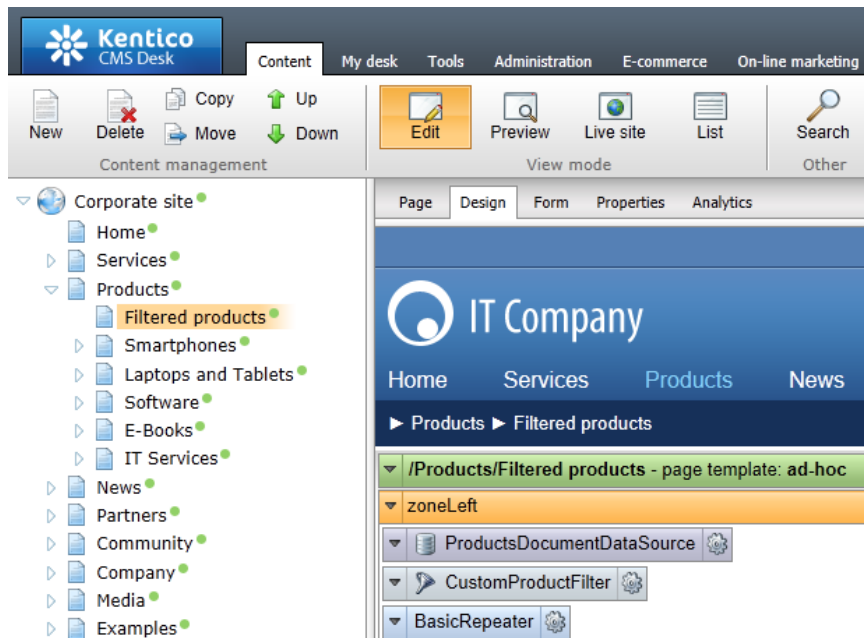 Kentico
CMS Desk
Content My desk Tools Administration E-commerce On-line marketing
New Delete Copy Move Up Down
Content management
Edit Preview Live site List
View mode
Search
Other
Corporate site
Home
Services
Products
Filtered products
Smartphones
Laptops and Tablets
Software
E-Books
IT Services
News
Partners
Community
Company
Media
Examples
Page Design Form Properties Analytics
IT Company
Home Services Products News
► Products ► Filtered products
/Products/Filtered products - page template: ad-hoc
zoneLeft
ProductsDocumentDataSource
CustomProductFilter
BasicRepeater